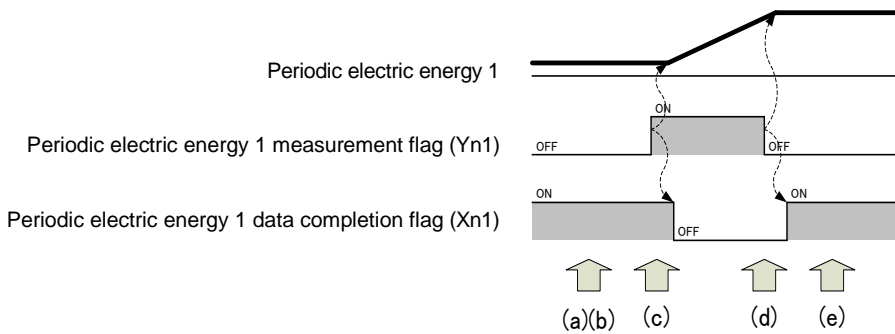 Periodic electric energy 1
ON
Periodic electric energy 1 measurement flag (Yn1)
OFF
OFF
ON
ON
Periodic electric energy 1 data completion flag (Xn1)
OFF
(a)(b) (c) (d) (e)